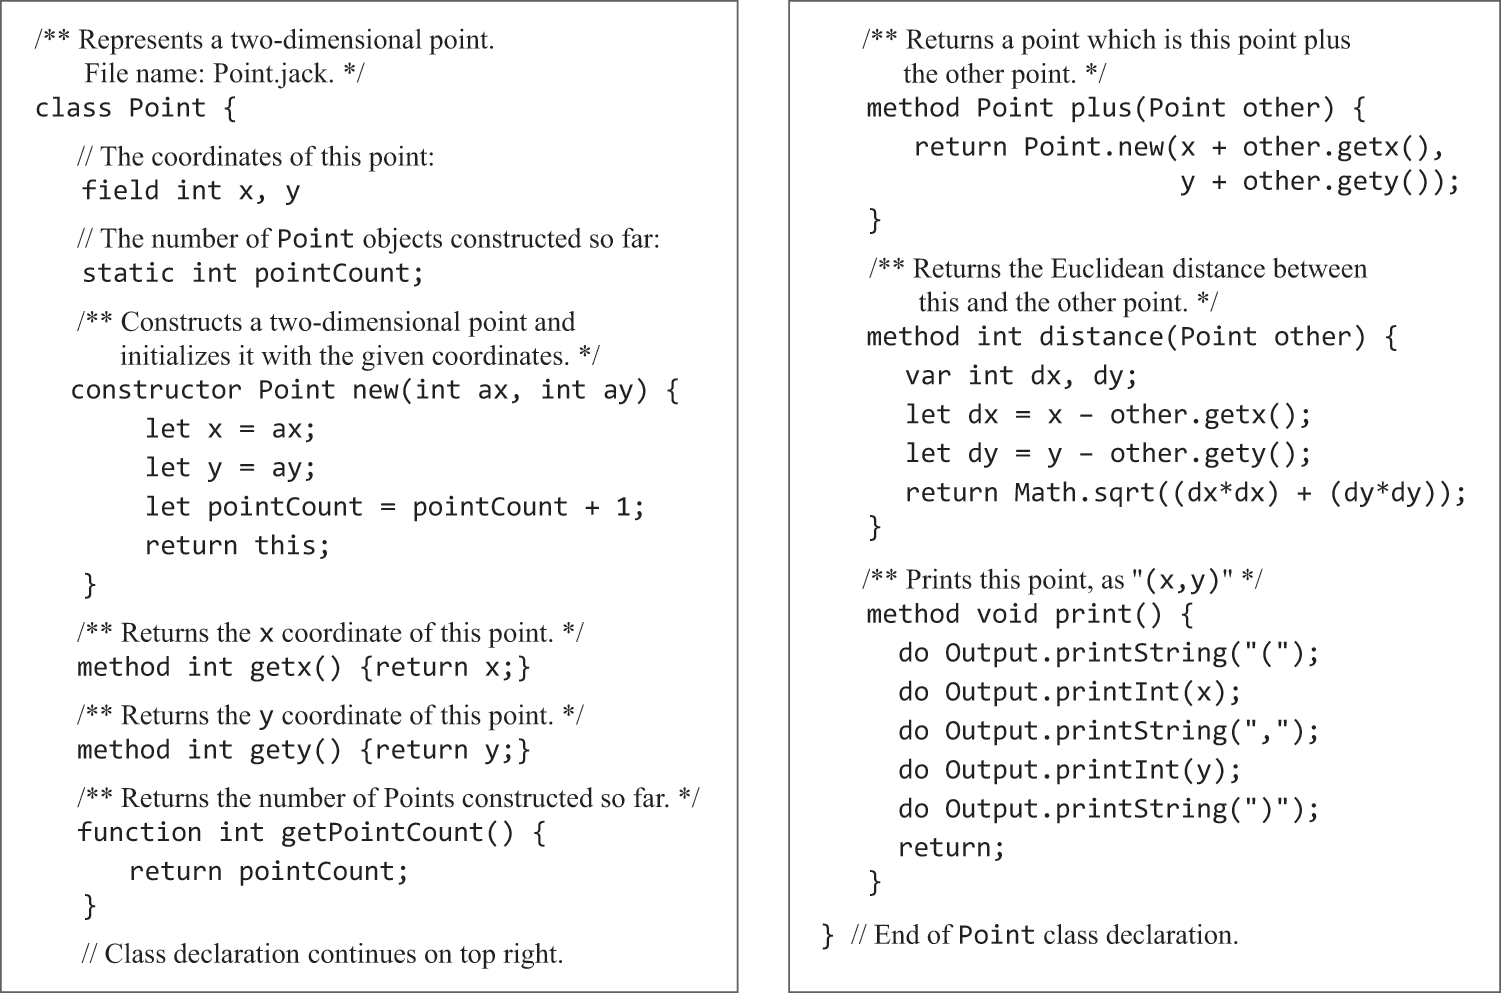 /** Represents a two-dimensional point.
File name: Point.jack. */
class Point {
// The coordinates of this point:
field int x, y
// The number of Point objects constructed so far:
static int pointCount;
/** Constructs a two-dimensional point and
initializes it with the given coordinates. */
constructor Point new(int ax, int ay) {
let x = ax;
let y = ay;
let pointCount = pointCount + 1;
return this;
}
/** Returns the x coordinate of this point. */
method int getx() {return x;}
/** Returns the y coordinate of this point. */
method int gety() {return y;}
/** Returns the number of Points constructed so far. */
function int getPointCount() {
return pointCount;
}
// Class declaration continues on top right.
/** Returns a point which is this point plus
the other point. */
method Point plus(Point other) {
return Point.new(x + other.getx(),
y + other.gety());
}
/** Returns the Euclidean distance between
this and the other point. */
method int distance(Point other) {
var int dx, dy;
let dx = x – other.getx();
let dy = y – other.gety();
return Math.sqrt((dx*dx) + (dy*dy));
}
/** Prints this point, as "(x,y)" */
method void print() {
do Output.printString("(");
do Output.printInt(x);
do Output.printString(",");
do Output.printInt(y);
do Output.printString(")");
return;
}
} // End of Point class declaration.